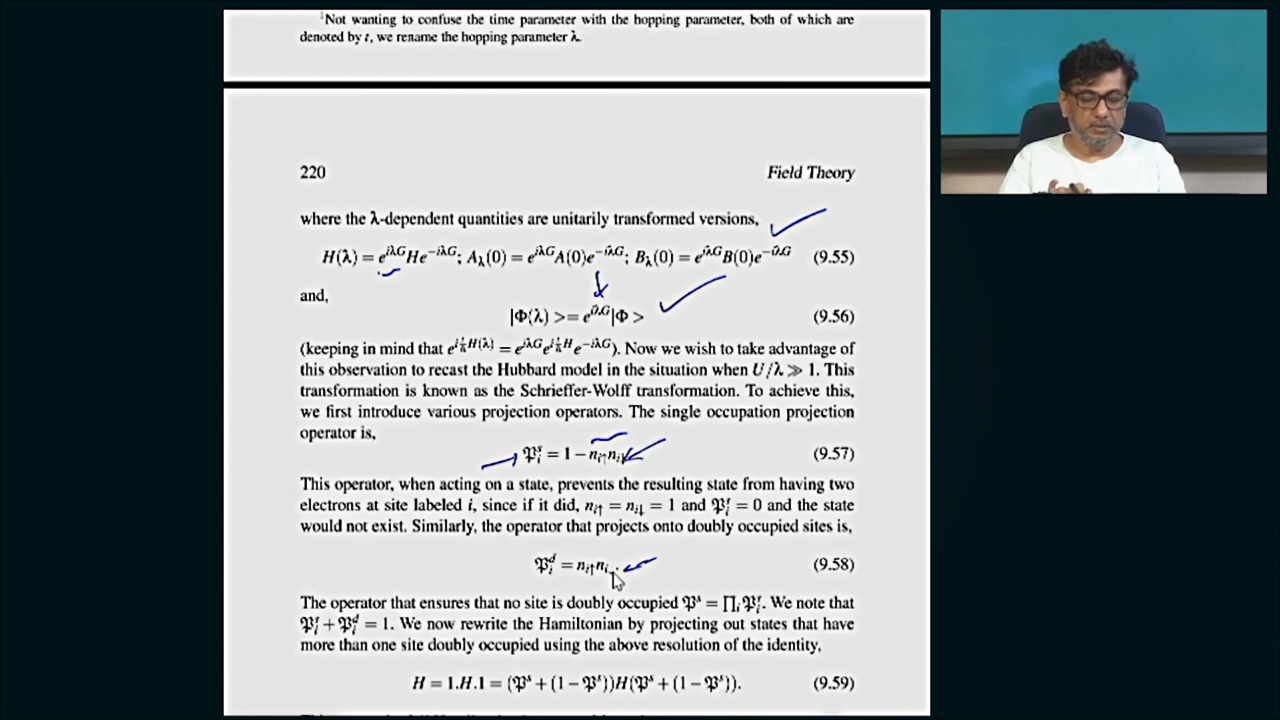 ¹Not wanting to confuse the time parameter with the hopping parameter, both of which are
denoted by t, we rename the hopping parameter λ.
220
Field Theory
where the λ-dependent quantities are unitarily transformed versions,
H(λ) = e^{iλG}He^{-iλG}; A_λ(0) = e^{iλG}A(0)e^{-iλG}; B_λ(0) = e^{iλG}B(0)e^{-iλG} (9.55)
and,
|Φ(λ) >= e^{iλG}|Φ > (9.56)
(keeping in mind that e^{i\frac{t}{ℏ}H(λ)} = e^{iλG}e^{i\frac{t}{ℏ}H}e^{-iλG}). Now we wish to take advantage of
this observation to recast the Hubbard model in the situation when U/λ ≫ 1. This
transformation is known as the Schrieffer-Wolff transformation. To achieve this,
we first introduce various projection operators. The single occupation projection
operator is,
𝔓_i^s = 1 − n_{i↑}n_{i↓} (9.57)
This operator, when acting on a state, prevents the resulting state from having two
electrons at site labeled i, since if it did, n_{i↑} = n_{i↓} = 1 and 𝔓_i^s = 0 and the state
would not exist. Similarly, the operator that projects onto doubly occupied sites is,
𝔓_i^d = n_{i↑}n_i (9.58)
The operator that ensures that no site is doubly occupied 𝔓^s = ∏_i 𝔓_i^s. We note that
𝔓_i^s + 𝔓_i^d = 1. We now rewrite the Hamiltonian by projecting out states that have
more than one site doubly occupied using the above resolution of the identity,
H = 1.H.1 = (𝔓^s + (1 − 𝔓^s))H(𝔓^s + (1 − 𝔓^s)). (9.59)